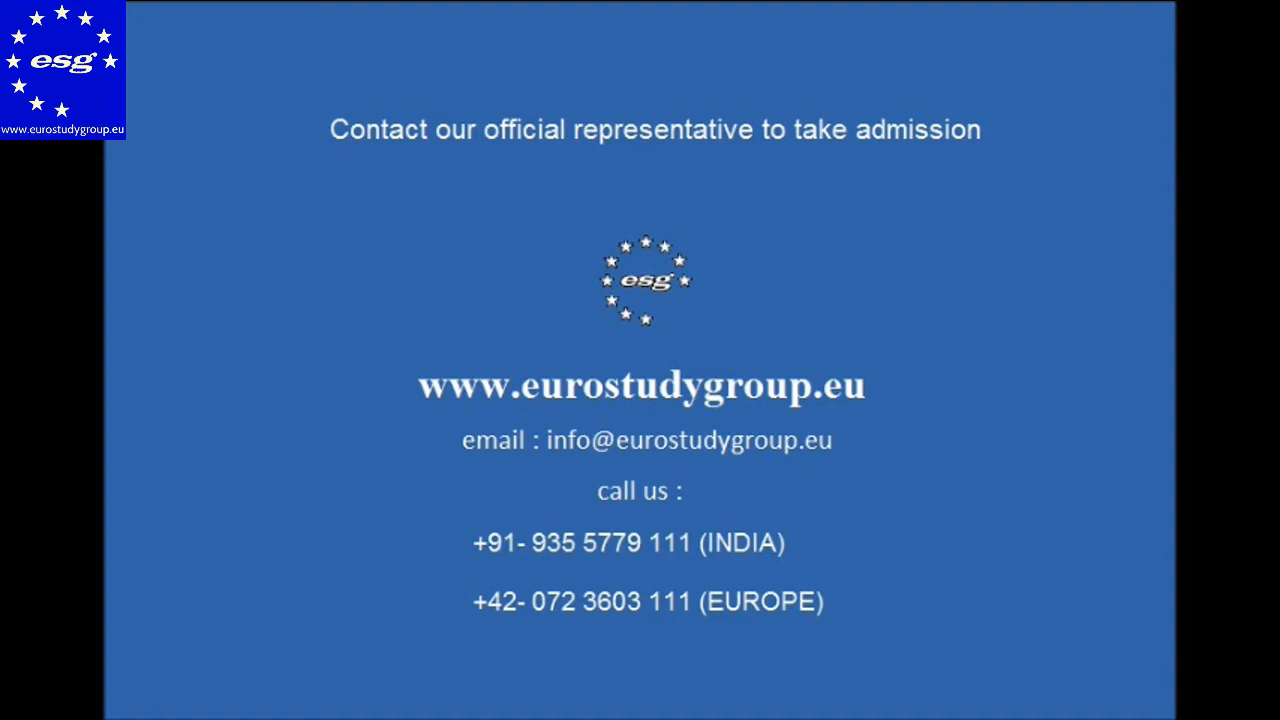 esg
www.eurostudygroup.eu
Contact our official representative to take admission
esg
www.eurostudygroup.eu
email : info@eurostudygroup.eu
call us :
+91- 935 5779 111 (INDIA)
+42- 072 3603 111 (EUROPE)